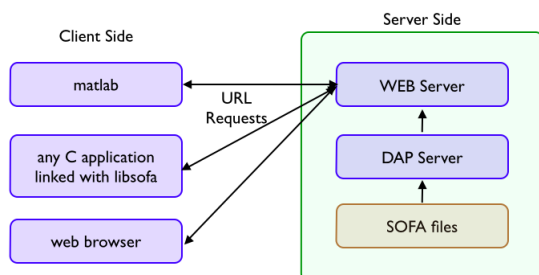 Client Side
Server Side
matlab
WEB Server
URL
Requests
any C application
linked with libsofa
DAP Server
web browser
SOFA files